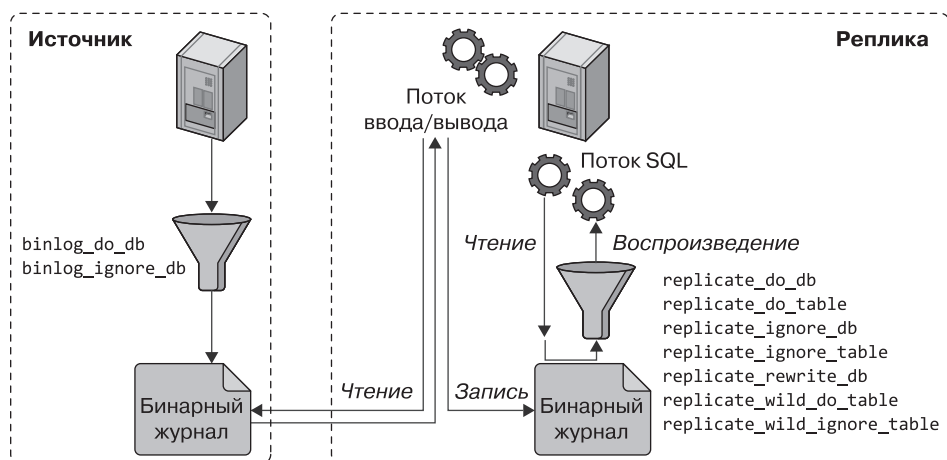 Источник
Реплика
Поток
ввода/вывода
Поток SQL
binlog_do_db
binlog_ignore_db
Чтение
Воспроизведение
replicate_do_db
replicate_do_table
replicate_ignore_db
replicate_ignore_table
replicate_rewrite_db
replicate_wild_do_table
replicate_wild_ignore_table
Бинарный
журнал
Чтение
Запись
Бинарный
журнал